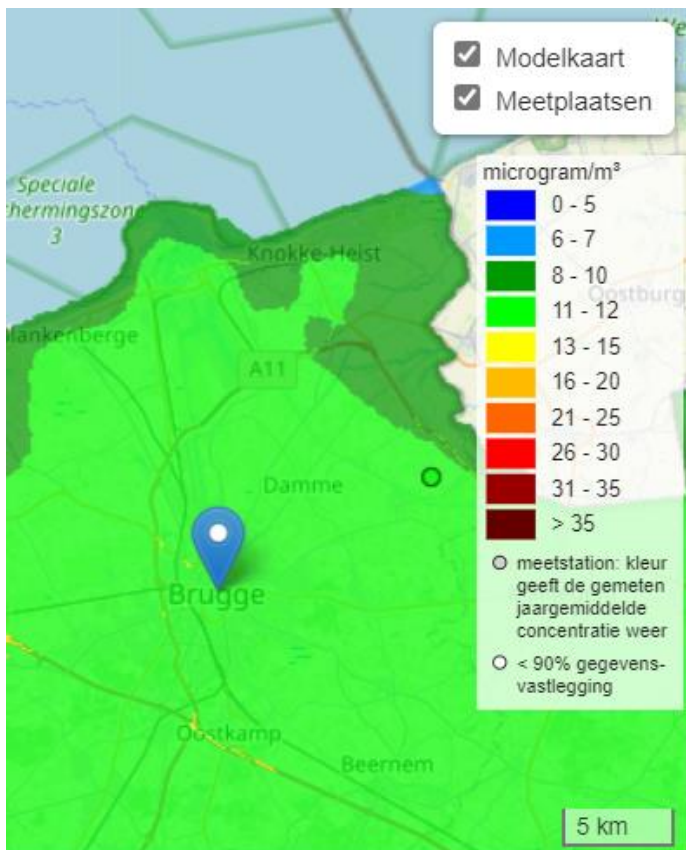 We
Modelkaart
Meetplaatsen
Speciale
chermingszone
3
microgram/m³
0 - 5
6 - 7
8 - 10
11 - 12
13 - 15
16 - 20
21 - 25
26 - 30
31 - 35
> 35
meetstation: kleur
geeft de gemeten
jaargemiddelde
concentratie weer
< 90% gegevens-
vastlegging
Knokke-Heist
Oostburg
lankenberge
A11
Damme
Brugge
Oostkamp
Beernem
5 km